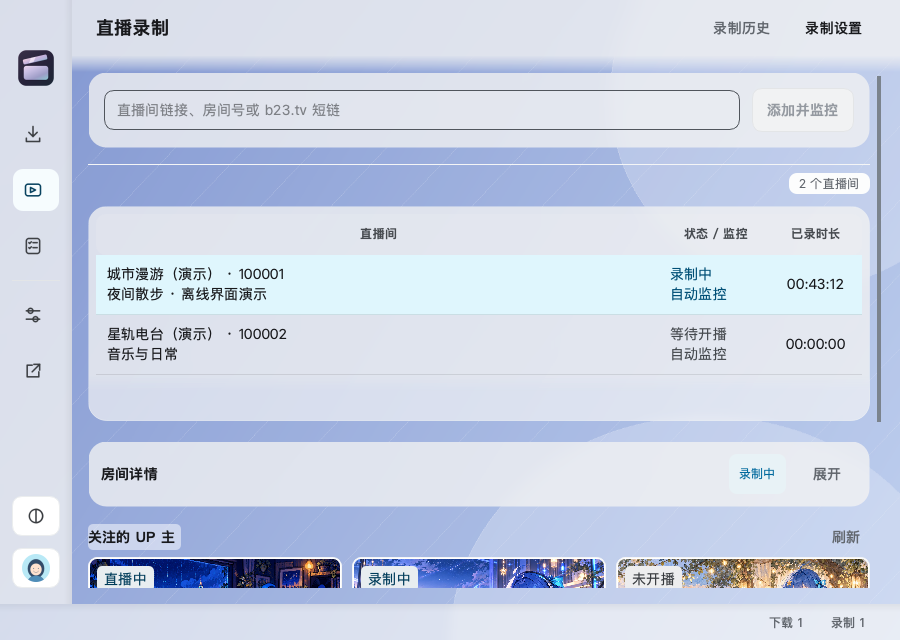 直播录制
录制历史
录制设置
直播间链接、房间号或 b23.tv 短链
添加并监控
2 个直播间
直播间
状态 / 监控
已录时长
城市漫游（演示） · 100001
夜间散步 · 离线界面演示
录制中
自动监控
00:43:12
星轨电台（演示） · 100002
音乐与日常
等待开播
自动监控
00:00:00
房间详情
录制中
展开
关注的 UP 主
刷新
直播中
录制中
未开播
下载 1
录制 1